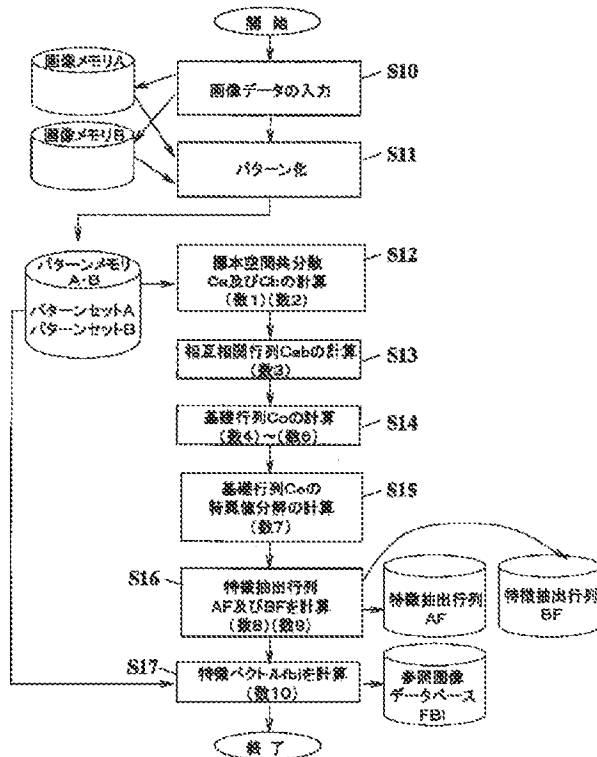 開始
画像メモリA
画像データの入力
S10
画像メモリB
パターン化
S11
パターンメモリ
A·B
パターンセットA
パターンセットB
標本空間共分散
Ca及びCbの計算
(数1)(数2)
S12
相互相関行列Cabの計算
(数3)
S13
基礎行列Coの計算
(数4)~(数6)
S14
基礎行列Coの
特異値分解の計算
(数7)
S15
S16
特徴抽出行列
AF及びBFを計算
(数8)(数9)
特徴抽出行列
AF
特徴抽出行列
BF
S17
特徴ベクトルfbiを計算
(数10)
参照画像
データベース
FBi
終了